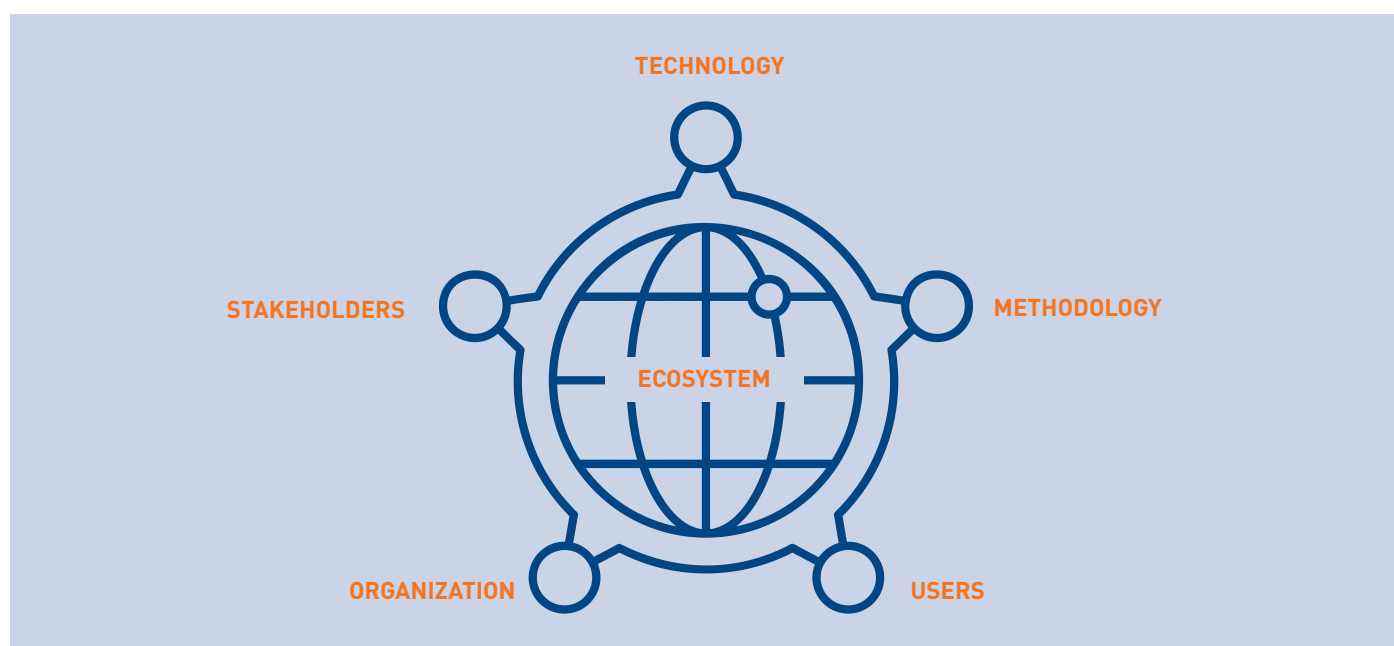 TECHNOLOGY
STAKEHOLDERS
METHODOLOGY
ECOSYSTEM
ORGANIZATION
USERS